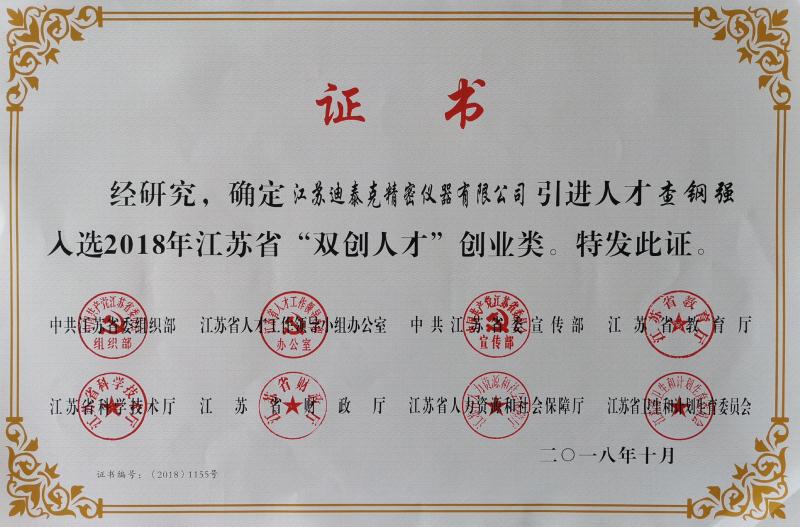 证书
经研究，确定江苏迪泰克精密仪器有限公司引进人才查钢强
入选2018年江苏省“双创人才”创业类。特发此证。
中共江苏省委组织部 江苏省人才工作领导小组办公室 中共江苏省委宣传部 江苏省教育厅
江苏省科学技术厅 江苏省财政厅 江苏省人力资源和社会保障厅 江苏省卫生和计划生育委员会
二〇一八年十月
证书编号：（2018）1155号